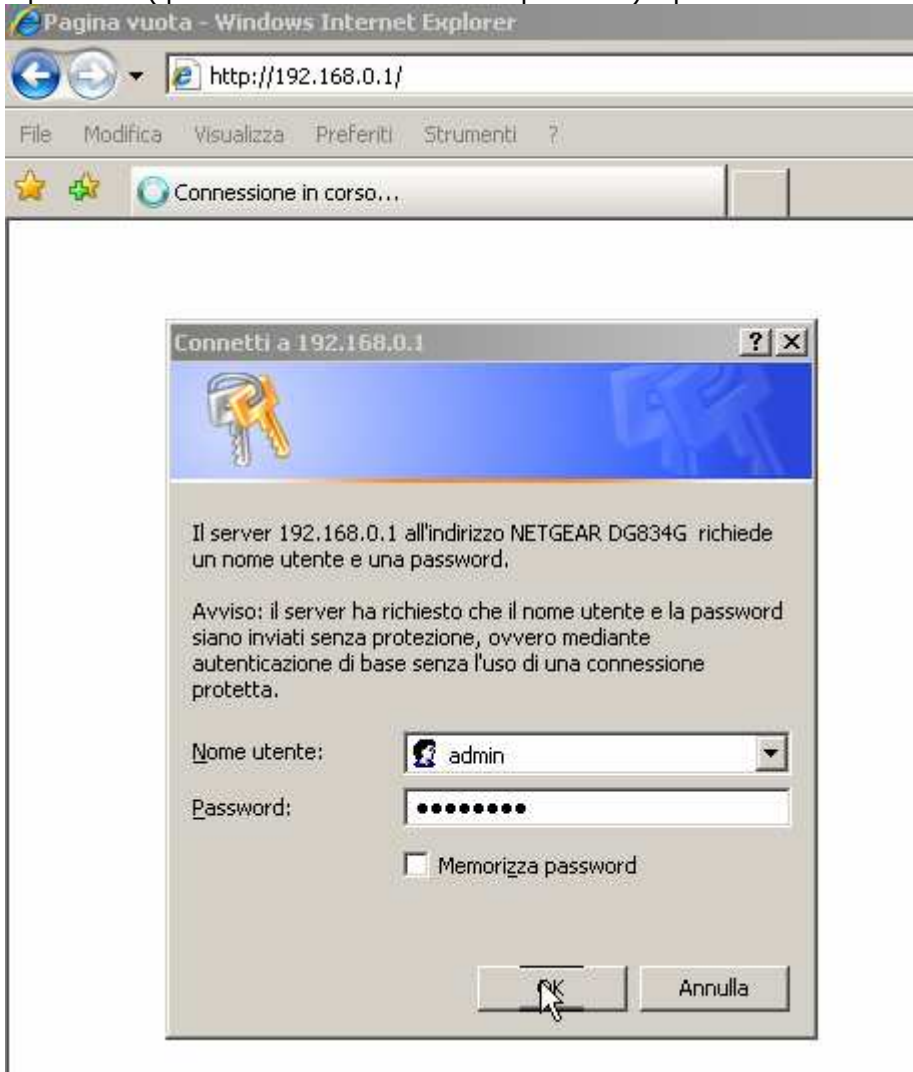 Pagina vuota - Windows Internet Explorer
http://192.168.0.1/
File Modifica Visualizza Preferiti Strumenti ?
Connessione in corso...
Connetti a 192.168.0.1
Il server 192.168.0.1 all'indirizzo NETGEAR DG834G richiede
un nome utente e una password.
Avviso: il server ha richiesto che il nome utente e la password
siano inviati senza protezione, ovvero mediante
autenticazione di base senza l'uso di una connessione
protetta.
Nome utente: admin
Password: ••••••••
Memorizza password
OK Annulla